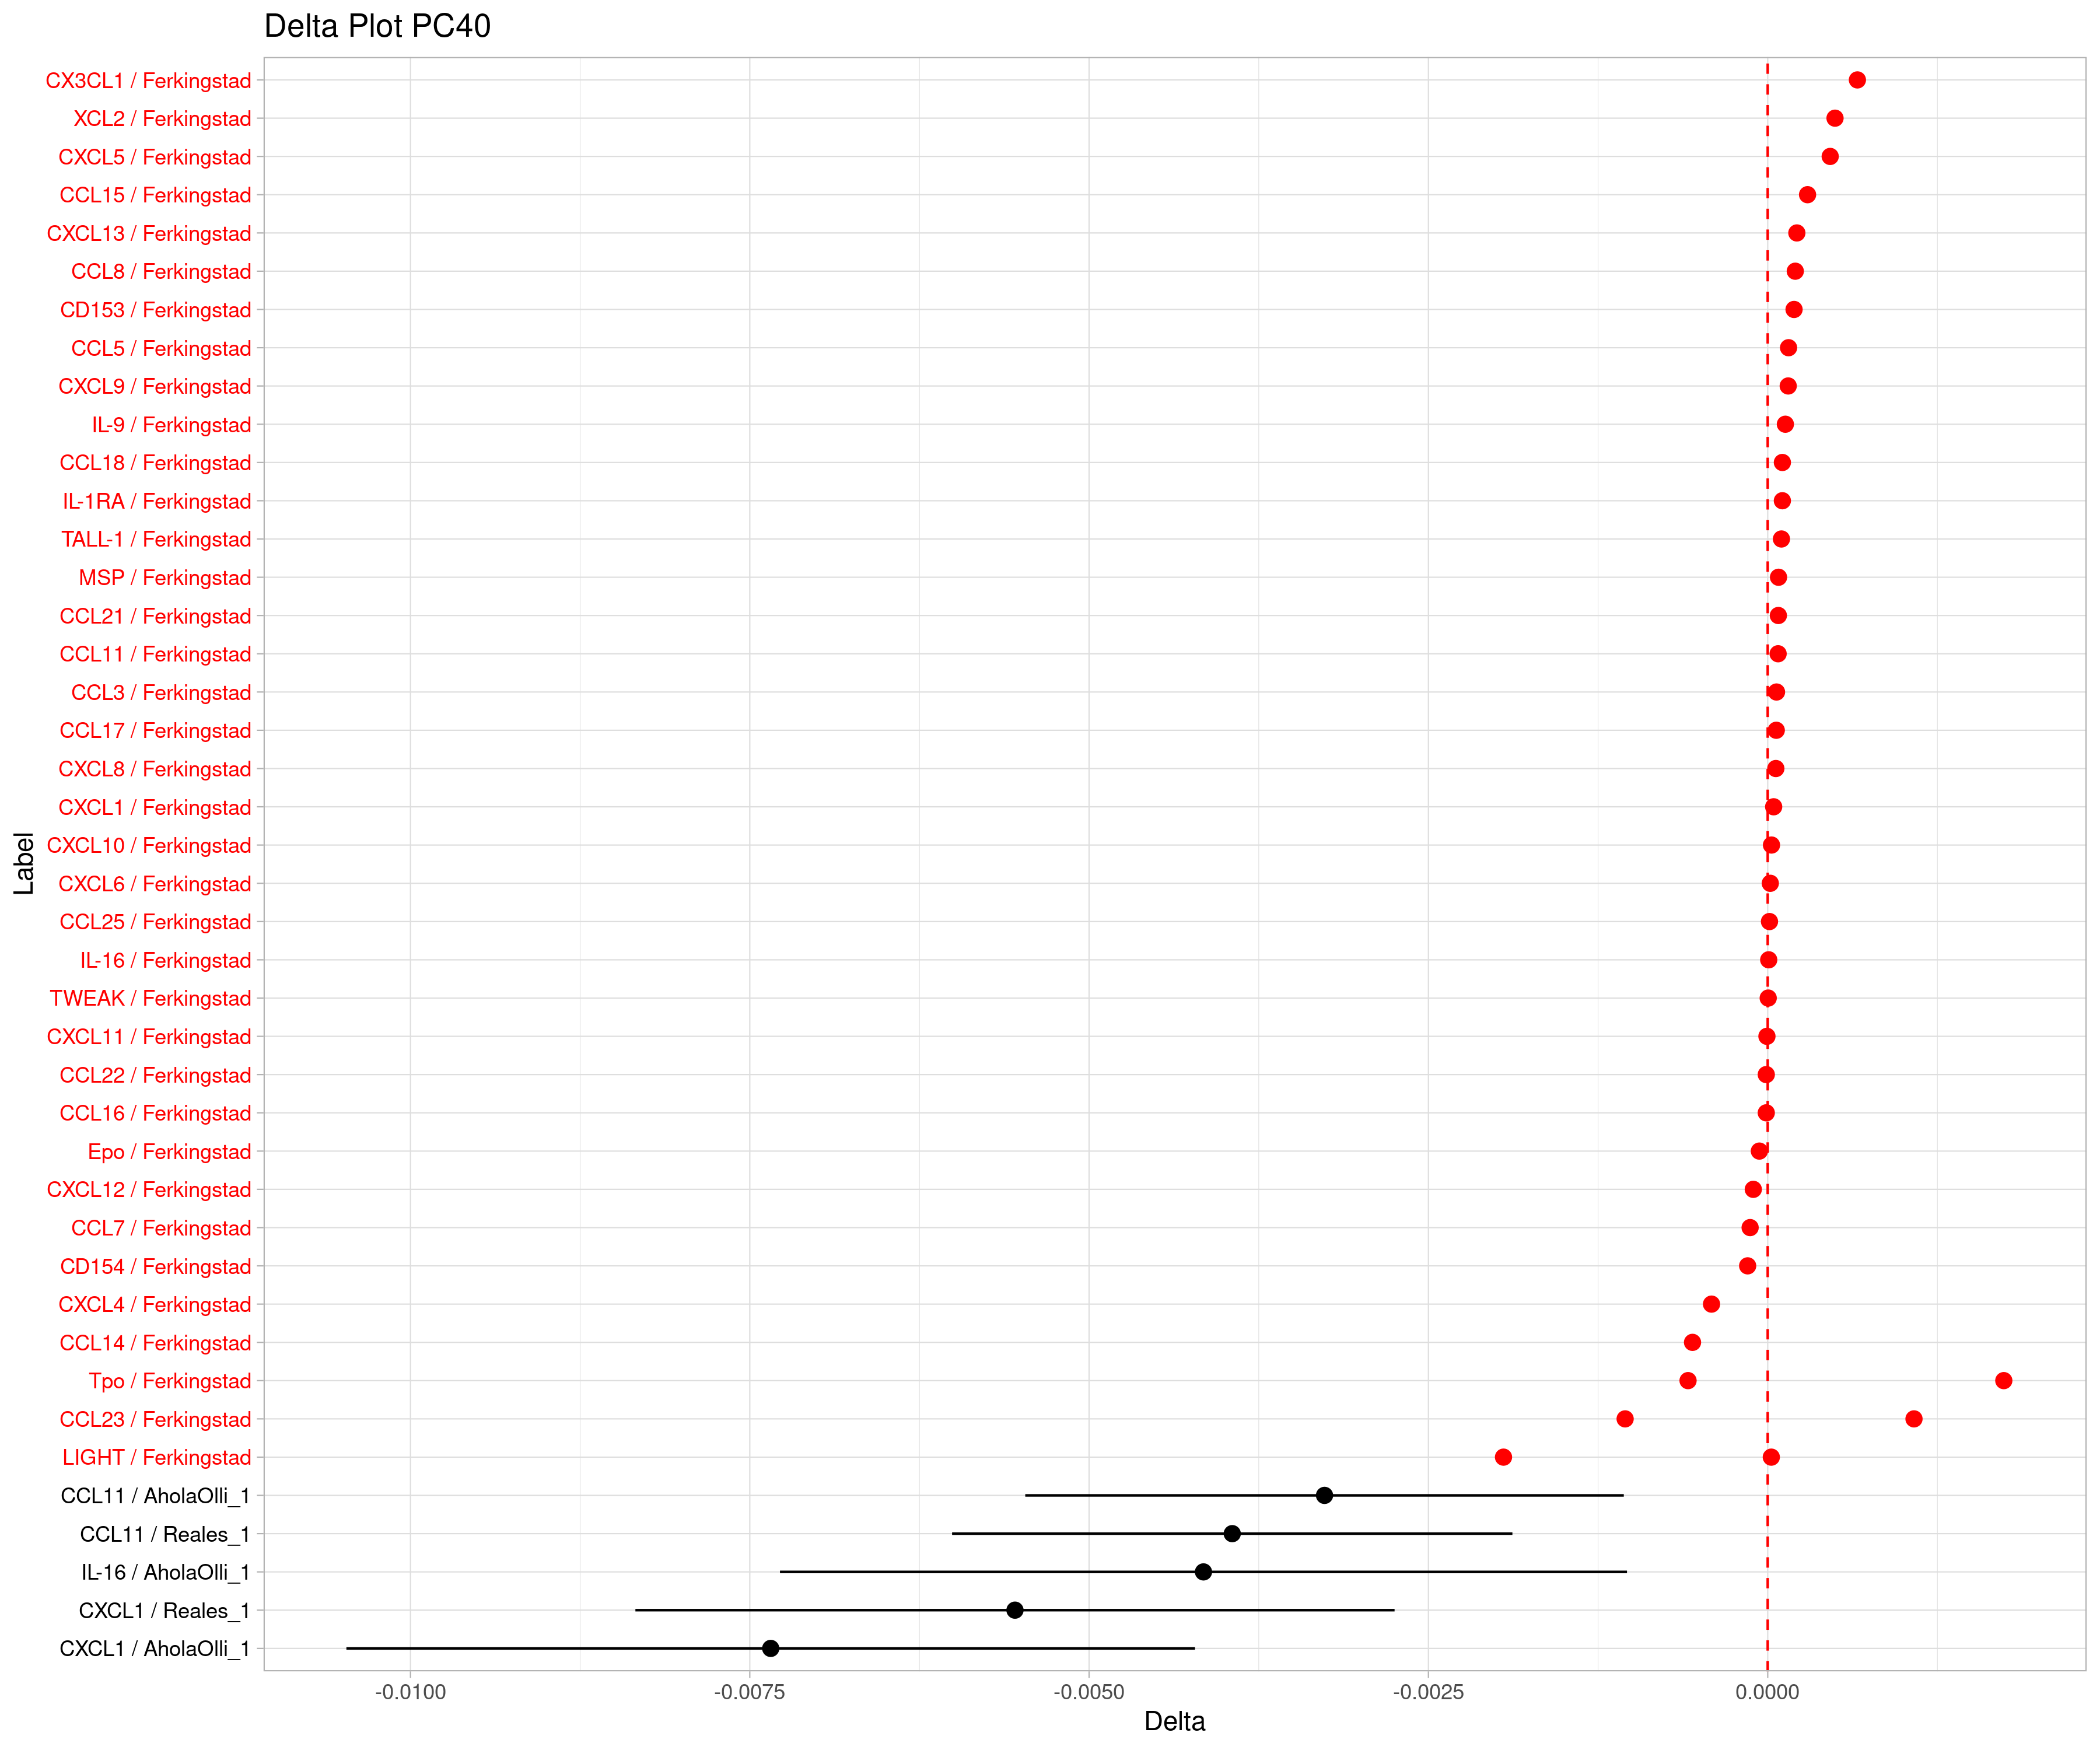 Delta Plot PC40
CX3CL1 / Ferkingstad
XCL2 / Ferkingstad
CXCL5 / Ferkingstad
CCL15 / Ferkingstad
CXCL13 / Ferkingstad
CCL8 / Ferkingstad
CD153 / Ferkingstad
CCL5 / Ferkingstad
CXCL9 / Ferkingstad
IL-9 / Ferkingstad
CCL18 / Ferkingstad
IL-1RA / Ferkingstad
TALL-1 / Ferkingstad
MSP / Ferkingstad
CCL21 / Ferkingstad
CCL11 / Ferkingstad
CCL3 / Ferkingstad
CCL17 / Ferkingstad
CXCL8 / Ferkingstad
CXCL1 / Ferkingstad
CXCL10 / Ferkingstad
CXCL6 / Ferkingstad
CCL25 / Ferkingstad
IL-16 / Ferkingstad
TWEAK / Ferkingstad
CXCL11 / Ferkingstad
CCL22 / Ferkingstad
CCL16 / Ferkingstad
Epo / Ferkingstad
CXCL12 / Ferkingstad
CCL7 / Ferkingstad
CD154 / Ferkingstad
CXCL4 / Ferkingstad
CCL14 / Ferkingstad
Tpo / Ferkingstad
CCL23 / Ferkingstad
LIGHT / Ferkingstad
CCL11 / AholaOlli_1
CCL11 / Reales_1
IL-16 / AholaOlli_1
CXCL1 / Reales_1
CXCL1 / AholaOlli_1
Label
-0.0100 -0.0075 -0.0050 -0.0025 0.0000
Delta